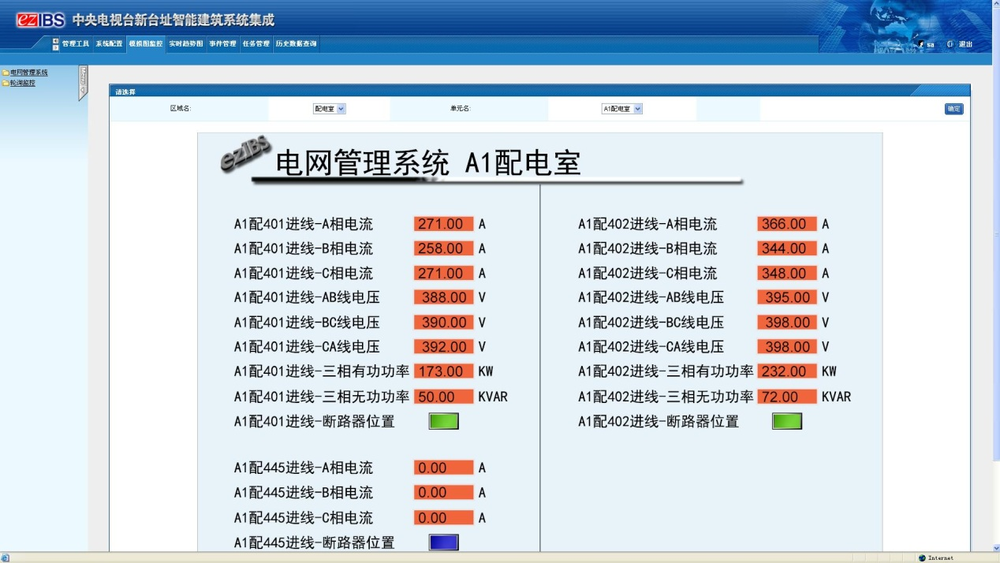 ezIBS 中央电视台新台址智能建筑系统集成
管理工具 系统配置 模拟图监控 实时趋势图 事件管理 任务管理 历史数据查询 sa 退出
电网管理系统
轮询监控
请选择
区域名: 配电室 单元名: A1配电室 确定
ezIBS 电网管理系统 A1配电室
A1配401进线-A相电流 271.00 A
A1配401进线-B相电流 258.00 A
A1配401进线-C相电流 271.00 A
A1配401进线-AB线电压 388.00 V
A1配401进线-BC线电压 390.00 V
A1配401进线-CA线电压 392.00 V
A1配401进线-三相有功功率 173.00 KW
A1配401进线-三相无功功率 50.00 KVAR
A1配401进线-断路器位置
A1配402进线-A相电流 366.00 A
A1配402进线-B相电流 344.00 A
A1配402进线-C相电流 348.00 A
A1配402进线-AB线电压 395.00 V
A1配402进线-BC线电压 398.00 V
A1配402进线-CA线电压 398.00 V
A1配402进线-三相有功功率 232.00 KW
A1配402进线-三相无功功率 72.00 KVAR
A1配402进线-断路器位置
A1配445进线-A相电流 0.00 A
A1配445进线-B相电流 0.00 A
A1配445进线-C相电流 0.00 A
A1配445进线-断路器位置
Internet